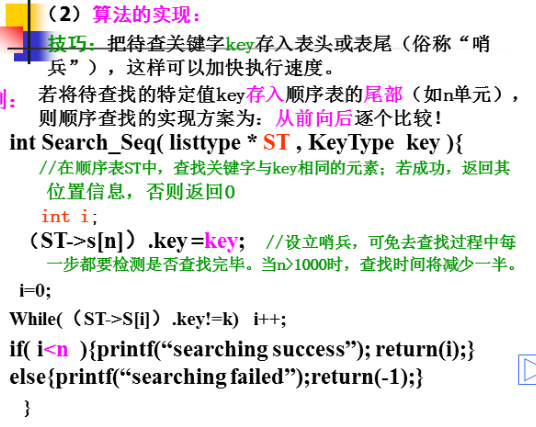 （2）算法的实现：
技巧：把待查关键字key存入表头或表尾（俗称“哨
兵”），这样可以加快执行速度。
例： 若将待查找的特定值key存入顺序表的尾部（如n单元），
则顺序查找的实现方案为：从前向后逐个比较！
int Search_Seq( listtype * ST , KeyType key ){
//在顺序表ST中，查找关键字与key相同的元素；若成功，返回其
位置信息，否则返回0
int i;
（ST->s[n]）.key =key; //设立哨兵，可免去查找过程中每
一步都要检测是否查找完毕。当n>1000时，查找时间将减少一半。
i=0;
While(（ST->S[i]）.key!=k) i++;
if( i<n ){printf(“searching success”); return(i);}
else{printf(“searching failed”);return(-1);}
}